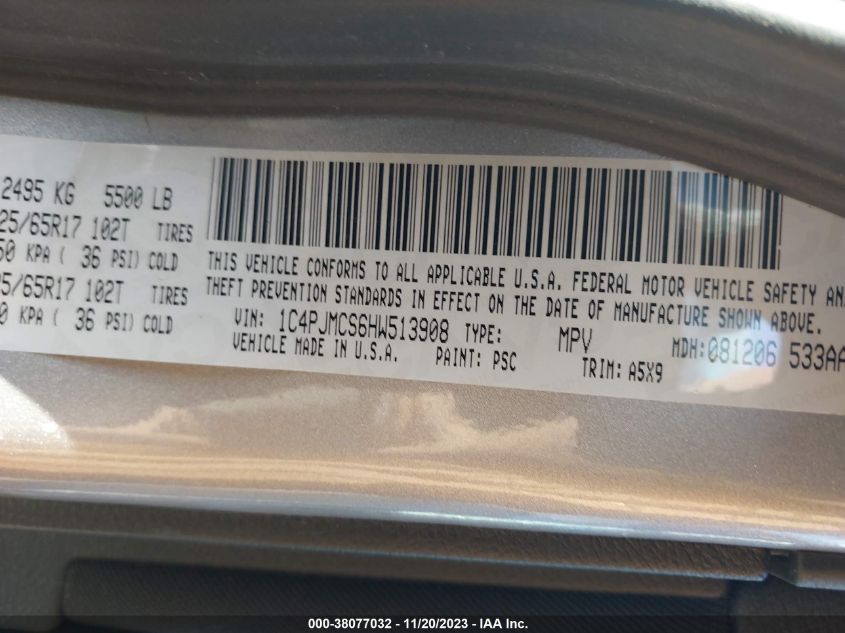 2495 KG 5500 LB
25/65R17 102T TIRES
50 KPA ( 36 PSI) COLD
25/65R17 102T TIRES
0 KPA ( 36 PSI) COLD
THIS VEHICLE CONFORMS TO ALL APPLICABLE U.S.A. FEDERAL MOTOR VEHICLE SAFETY AN
THEFT PREVENTION STANDARDS IN EFFECT ON THE DATE OF MANUFACTURE SHOWN ABOVE.
VIN: 1C4PJMCS6HW513908 TYPE: MPV MDH: 081206 533AA
VEHICLE MADE IN U.S.A. PAINT: PSC TRIM: A5X9
000-38077032 - 11/20/2023 - IAA Inc.